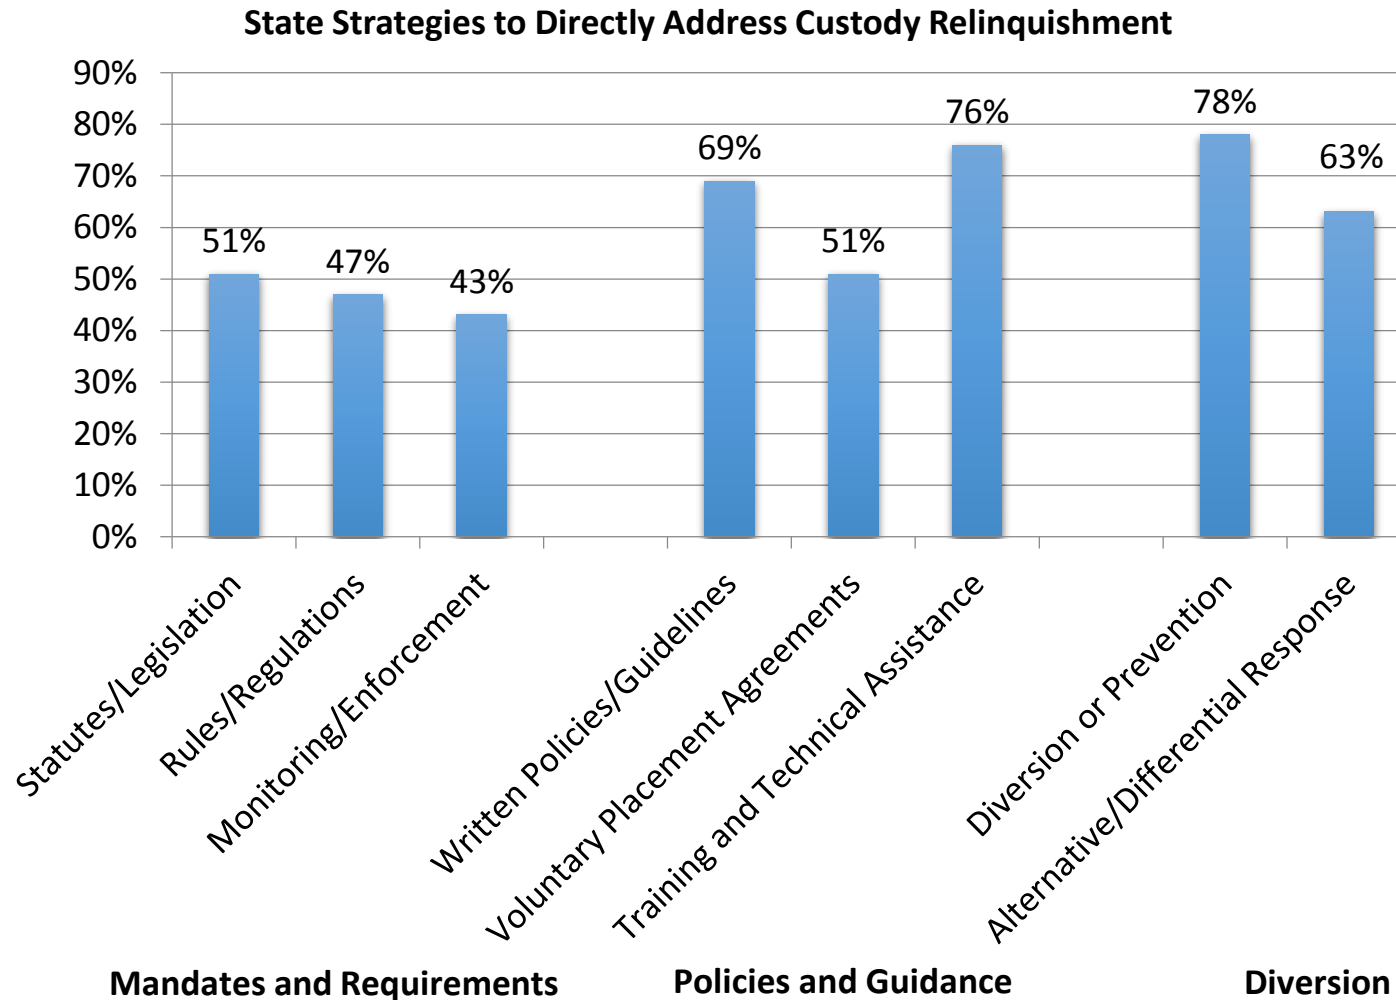 State Strategies to Directly Address Custody Relinquishment
90%
80%
70%
60%
50%
40%
30%
20%
10%
0%
51%
47%
43%
69%
51%
76%
78%
63%
Statutes/Legislation
Rules/Regulations
Monitoring/Enforcement
Written Policies/Guidelines
Voluntary Placement Agreements
Training and Technical Assistance
Diversion or Prevention
Alternative/Differential Response
Mandates and Requirements
Policies and Guidance
Diversion